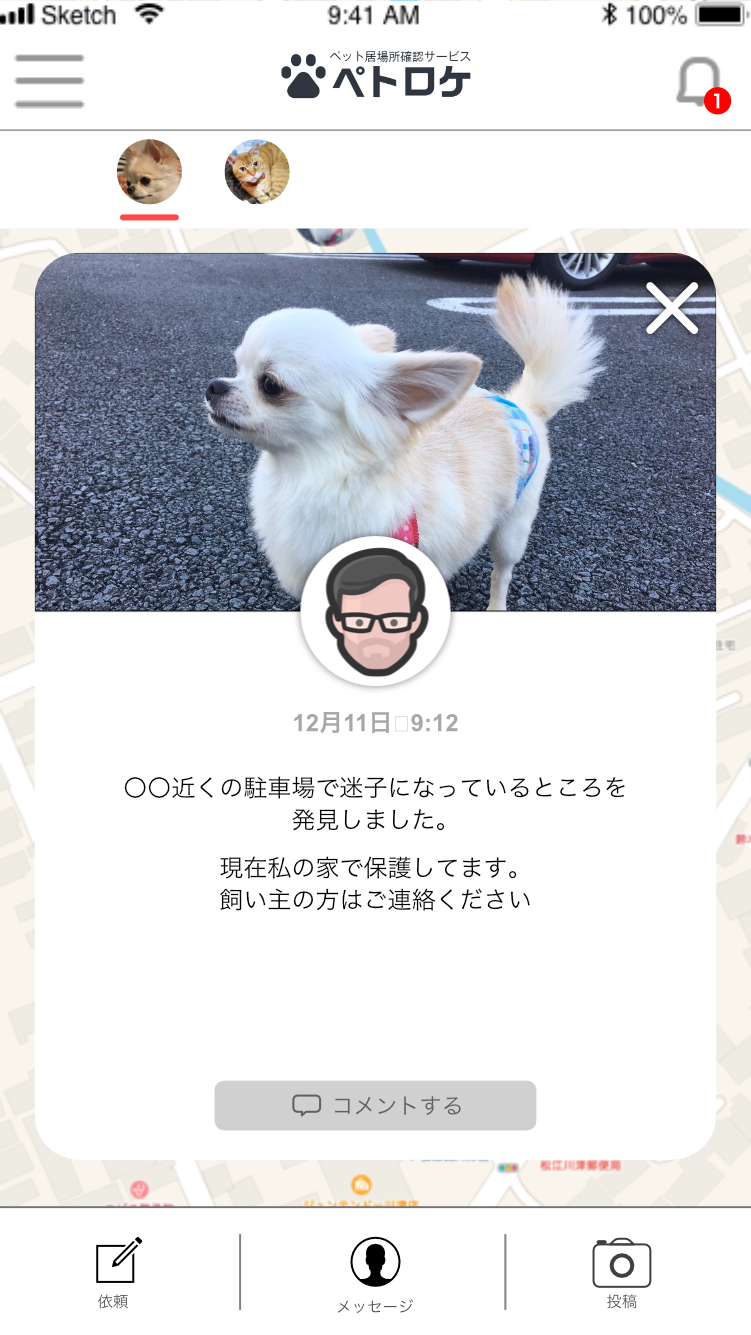 Sketch 9:41 AM 100%
ペット居場所確認サービス
ペトロケ
1
12月11日 9:12
〇〇近くの駐車場で迷子になっているところを
発見しました。
現在私の家で保護してます。
飼い主の方はご連絡ください
コメントする
松江川津郵便局
依頼
メッセージ
投稿